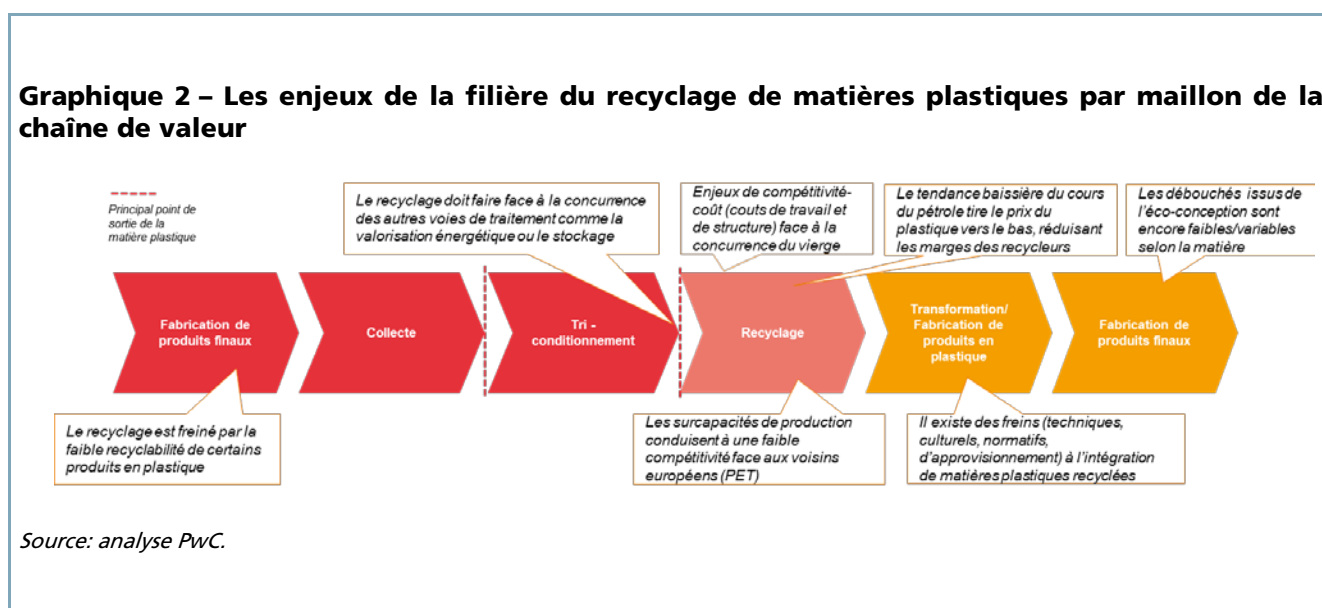 Graphique 2 – Les enjeux de la filière du recyclage de matières plastiques par maillon de la
chaîne de valeur
Principal point de
sortie de la
matière plastique
Le recyclage doit faire face à la concurrence
des autres voies de traitement comme la
valorisation énergétique ou le stockage
Enjeux de compétivité-
coût (couts de travail et
de structure) face à la
concurrence du vierge
Le tendance baissière du cours
du pétrole tire le prix du
plastique vers le bas, réduisant
les marges des recycleurs
Les débouchés issus de
l'éco-conception sont
encore faibles/variables
selon la matière
Fabrication de
produits finaux
Collecte
Tri -
conditionnement
Recyclage
Transformation/
Fabrication de
produits en
plastique
Fabrication de
produits finaux
Le recyclage est freiné par la
faible recyclabilité de certains
produits en plastique
Les surcapacités de production
conduisent à une faible
compétivité face aux voisins
européens (PET)
Il existe des freins (techniques,
culturels, normatifs,
d'approvisionnement) à l'intégration
de matières plastiques recyclées
Source: analyse PwC.